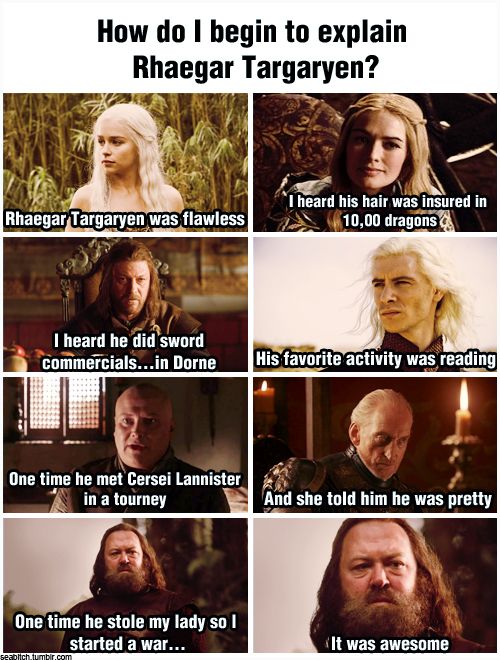 How do I begin to explain
Rhaegar Targaryen?
Rhaegar Targaryen was flawless
I heard his hair was insured in
10,00 dragons
I heard he did sword
commercials...in Dorne
His favorite activity was reading
One time he met Cersei Lannister
in a tourney
And she told him he was pretty
One time he stole my lady so I
started a war...
It was awesome
seabitch.tumblr.com